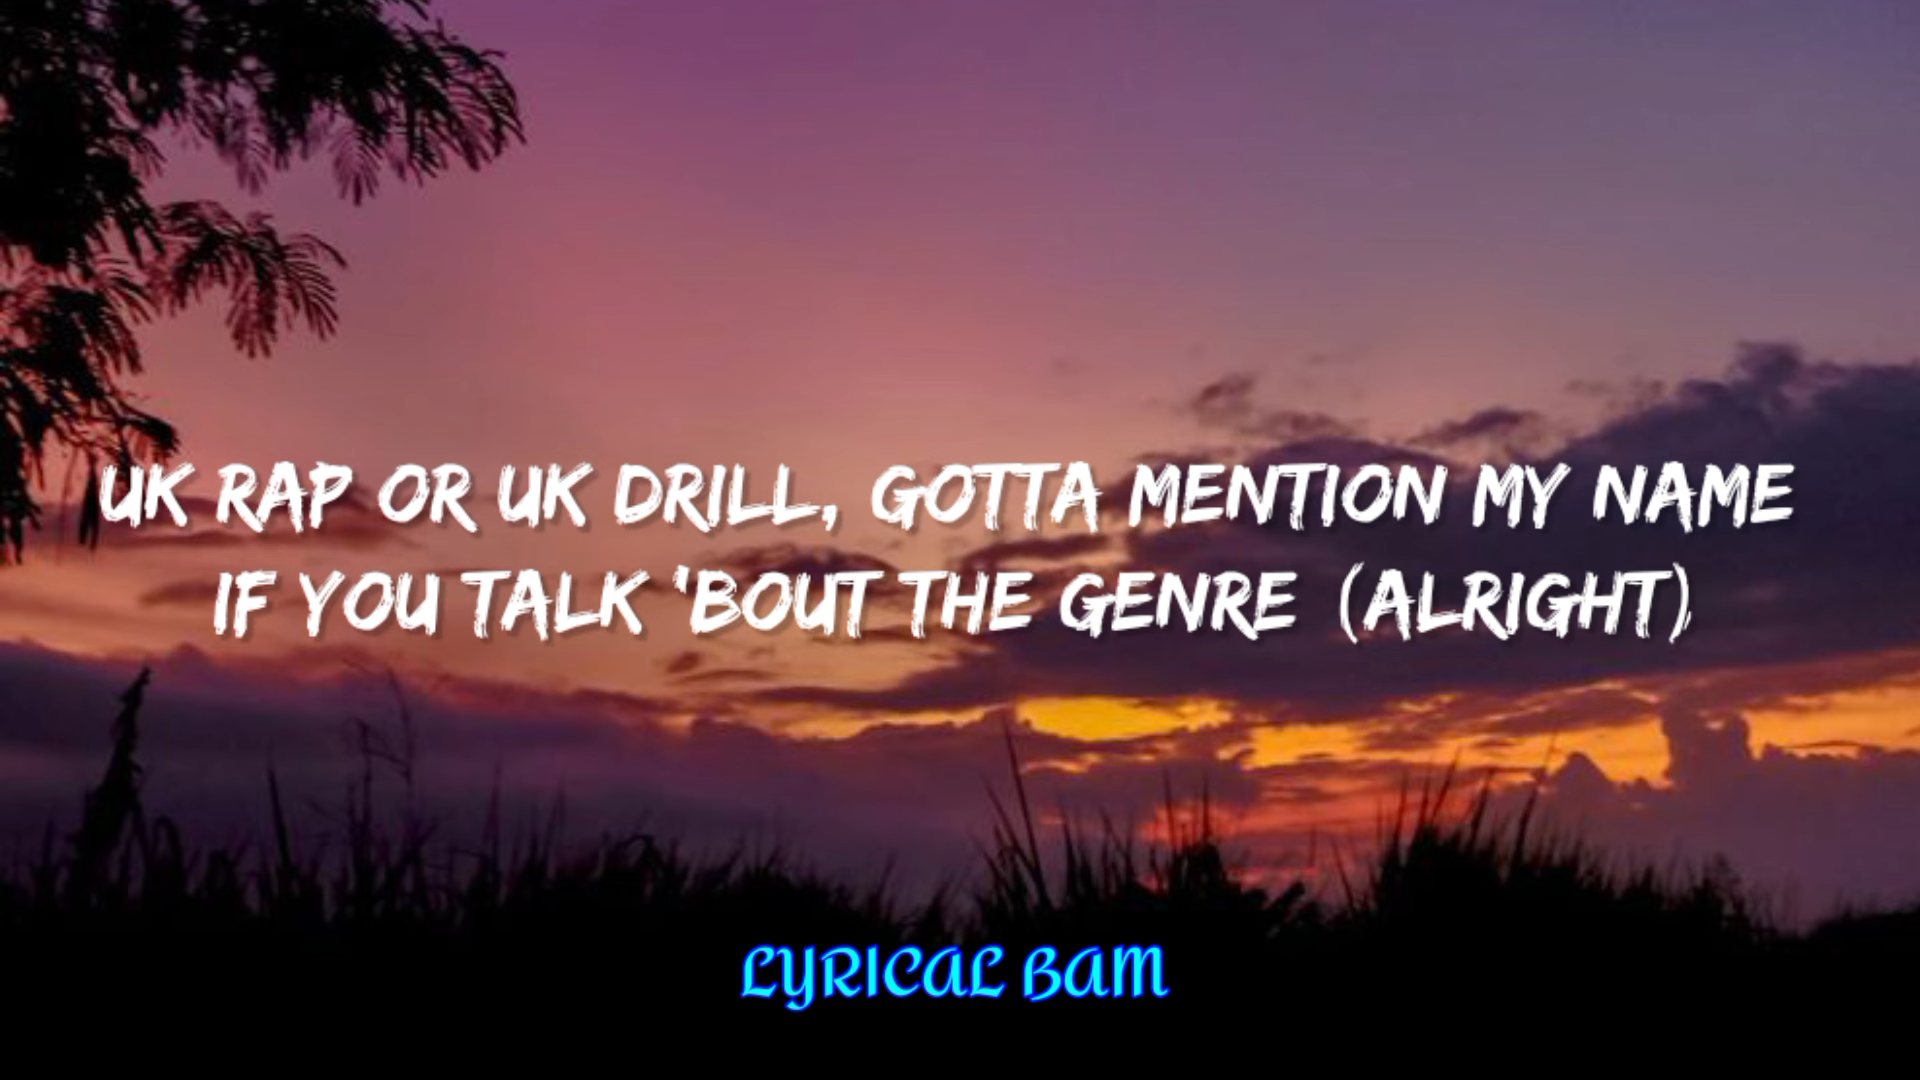 UK RAP OR UK DRILL, GOTTA MENTION MY NAME
IF YOU TALK 'BOUT THE GENRE (ALRIGHT)
LYRICAL BAM